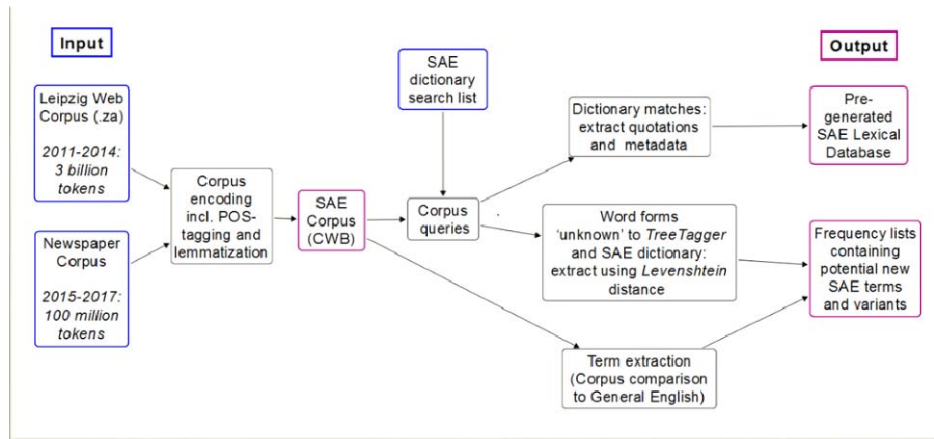 Input
Leipzig Web
Corpus (.za)
2011-2014:
3 billion
tokens
Newspaper
Corpus
2015-2017:
100 million
tokens
Corpus
encoding
incl. POS-
tagging and
lemmatization
SAE
Corpus
(CWB)
SAE
dictionary
search list
Corpus
queries
Dictionary matches:
extract quotations
and metadata
Word forms
‘unknown’ to TreeTagger
and SAE dictionary:
extract using Levenshtein
distance
Term extraction
(Corpus comparison
to General English)
Output
Pre-
generated
SAE Lexical
Database
Frequency lists
containing
potential new
SAE terms
and variants